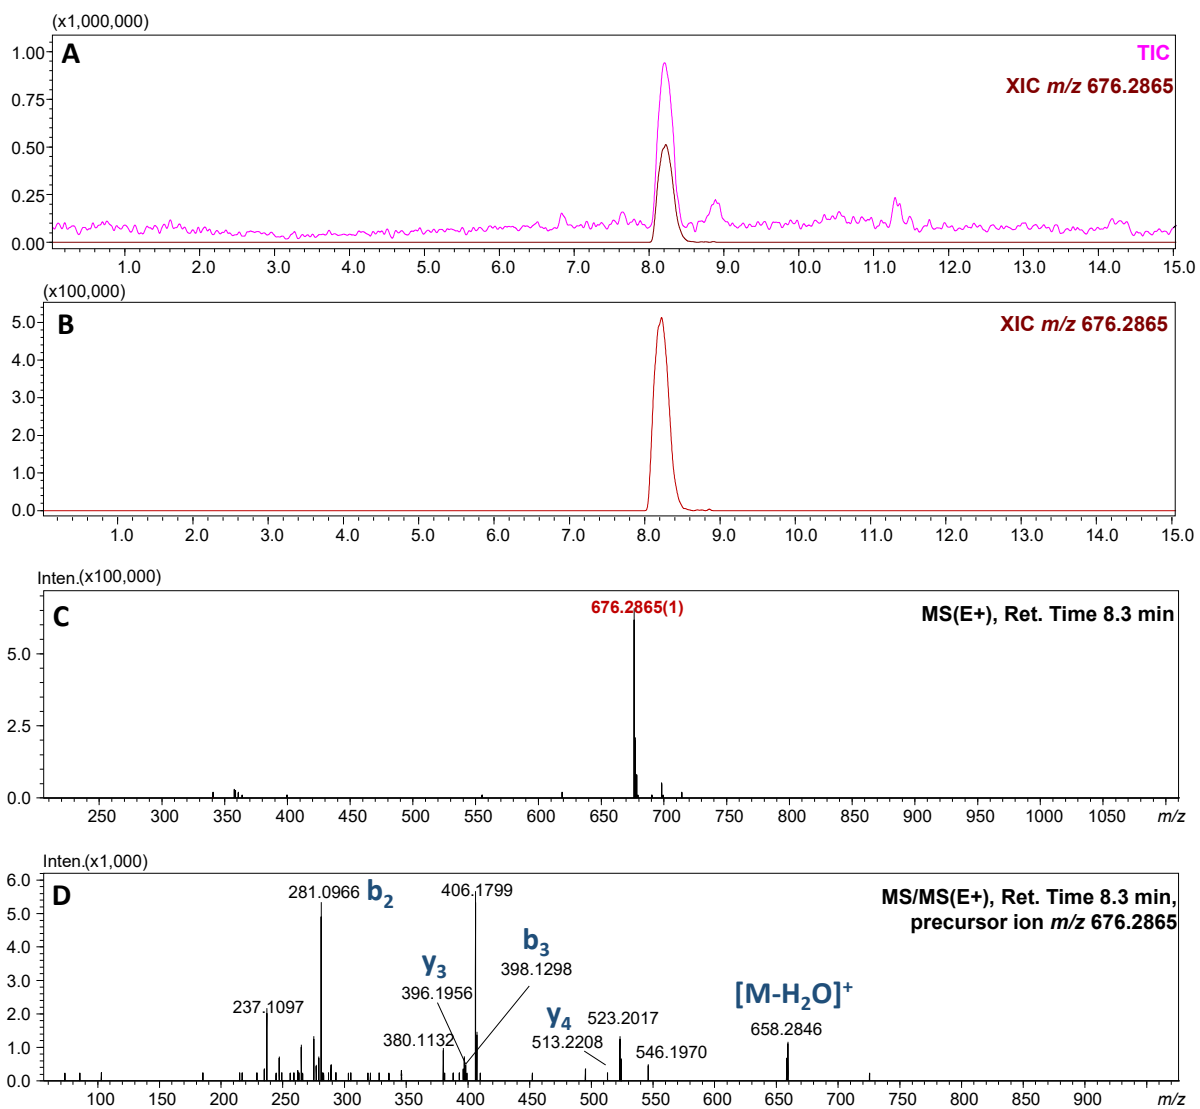 (x1,000,000)
A
TIC
XIC m/z 676.2865
1.00
0.75
0.50
0.25
0.00
1.0 2.0 3.0 4.0 5.0 6.0 7.0 8.0 9.0 10.0 11.0 12.0 13.0 14.0 15.0
(x100,000)
B
XIC m/z 676.2865
5.0
4.0
3.0
2.0
1.0
0.0
1.0 2.0 3.0 4.0 5.0 6.0 7.0 8.0 9.0 10.0 11.0 12.0 13.0 14.0 15.0
Inten.(x100,000)
C
676.2865(1)
MS(E+), Ret. Time 8.3 min
5.0
2.5
0.0
250 300 350 400 450 500 550 600 650 700 750 800 850 900 950 1000 1050 m/z
Inten.(x1,000)
D
MS/MS(E+), Ret. Time 8.3 min,
precursor ion m/z 676.2865
6.0
5.0
4.0
3.0
2.0
1.0
0.0
281.0966 b2
406.1799
b3
398.1298
y3
396.1956
[M-H2O]+
658.2846
y4
513.2208
523.2017
237.1097
380.1132
546.1970
100 150 200 250 300 350 400 450 500 550 600 650 700 750 800 850 900 m/z